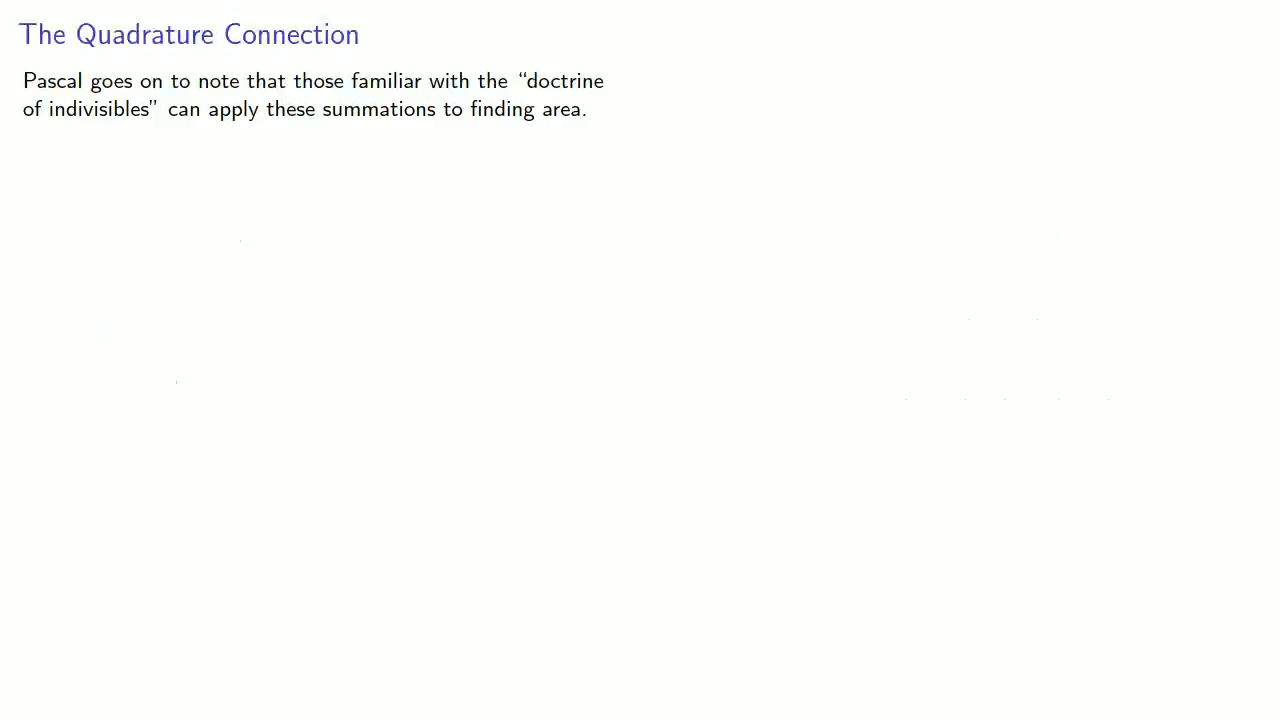 The Quadrature Connection
Pascal goes on to note that those familiar with the “doctrine
of indivisibles” can apply these summations to finding area.